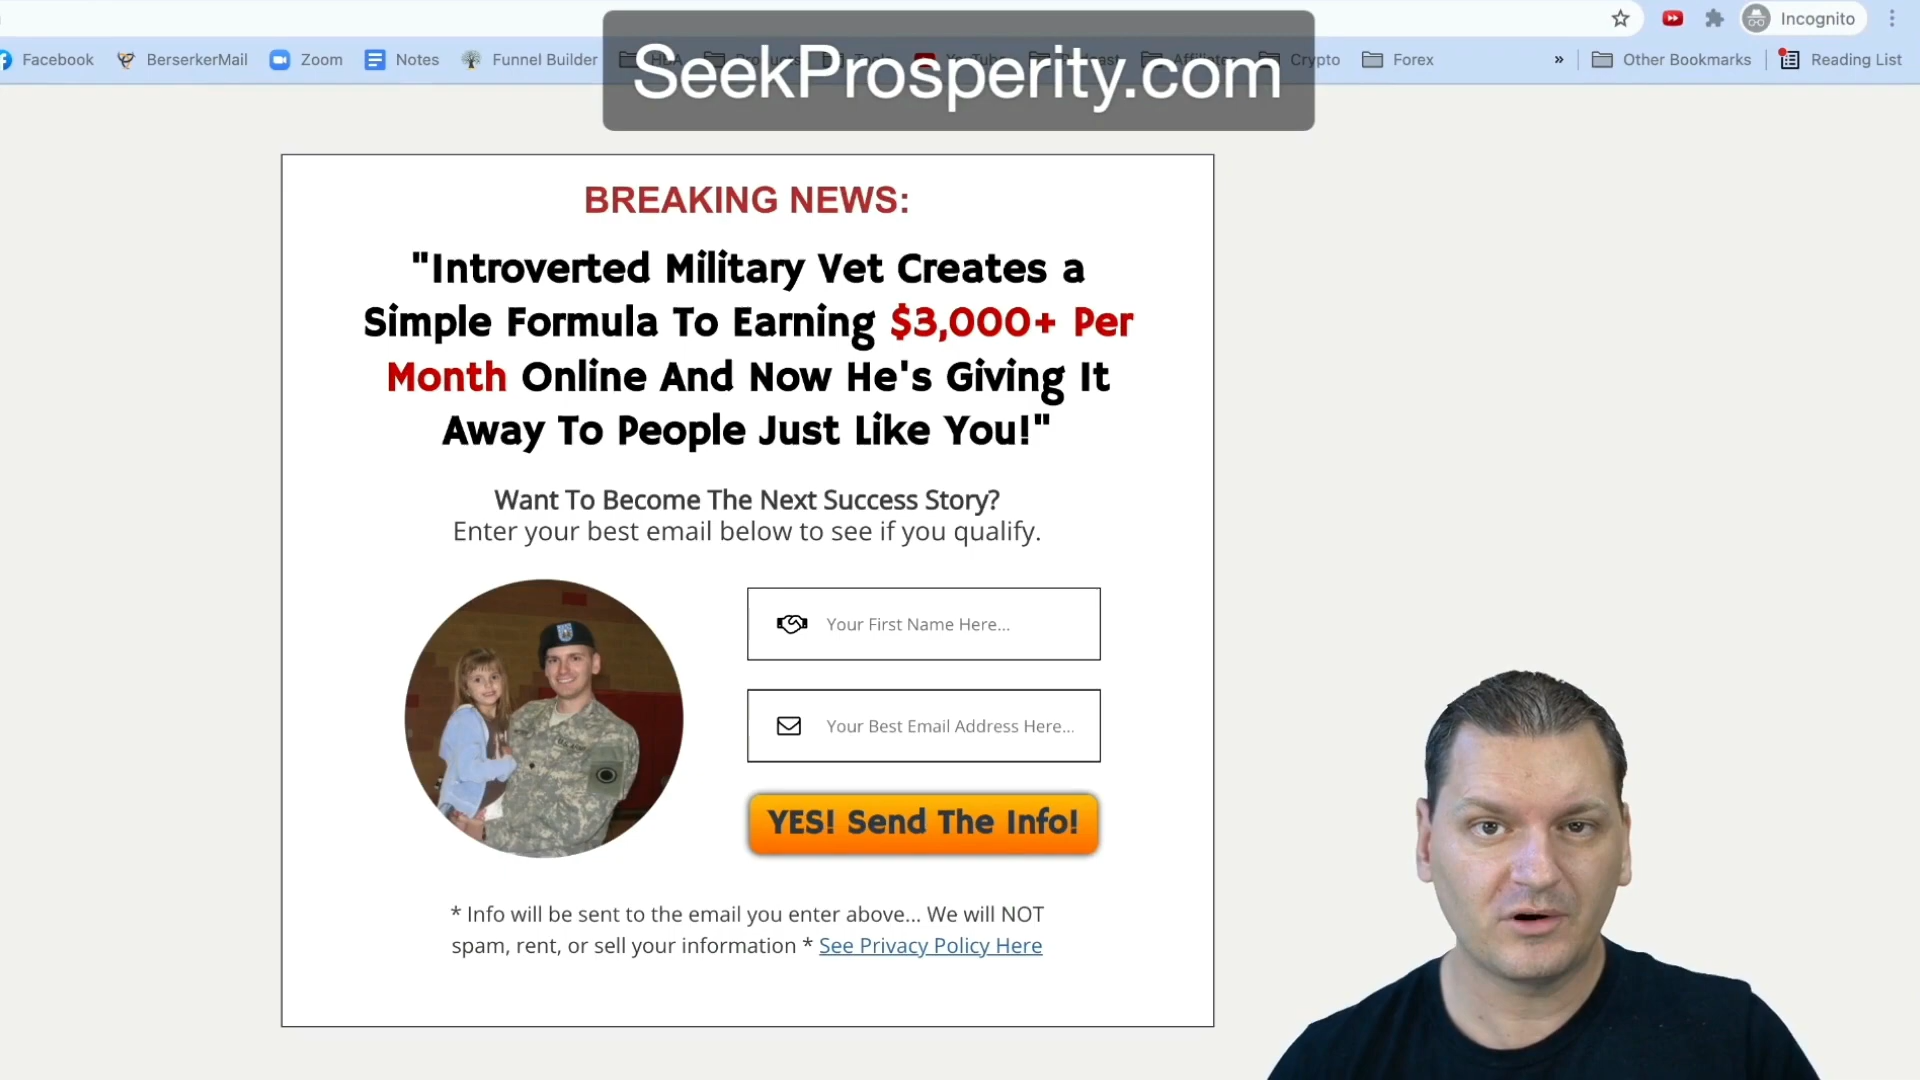 Incognito
Facebook
BerserkerMail
Zoom
Notes
Funnel Builder
Crypto
Forex
»
Other Bookmarks
Reading List
SeekProsperity.com
BREAKING NEWS:
"Introverted Military Vet Creates a
Simple Formula To Earning $3,000+ Per
Month Online And Now He's Giving It
Away To People Just Like You!"
Want To Become The Next Success Story?
Enter your best email below to see if you qualify.
Your First Name Here...
Your Best Email Address Here...
YES! Send The Info!
* Info will be sent to the email you enter above... We will NOT
spam, rent, or sell your information * See Privacy Policy Here